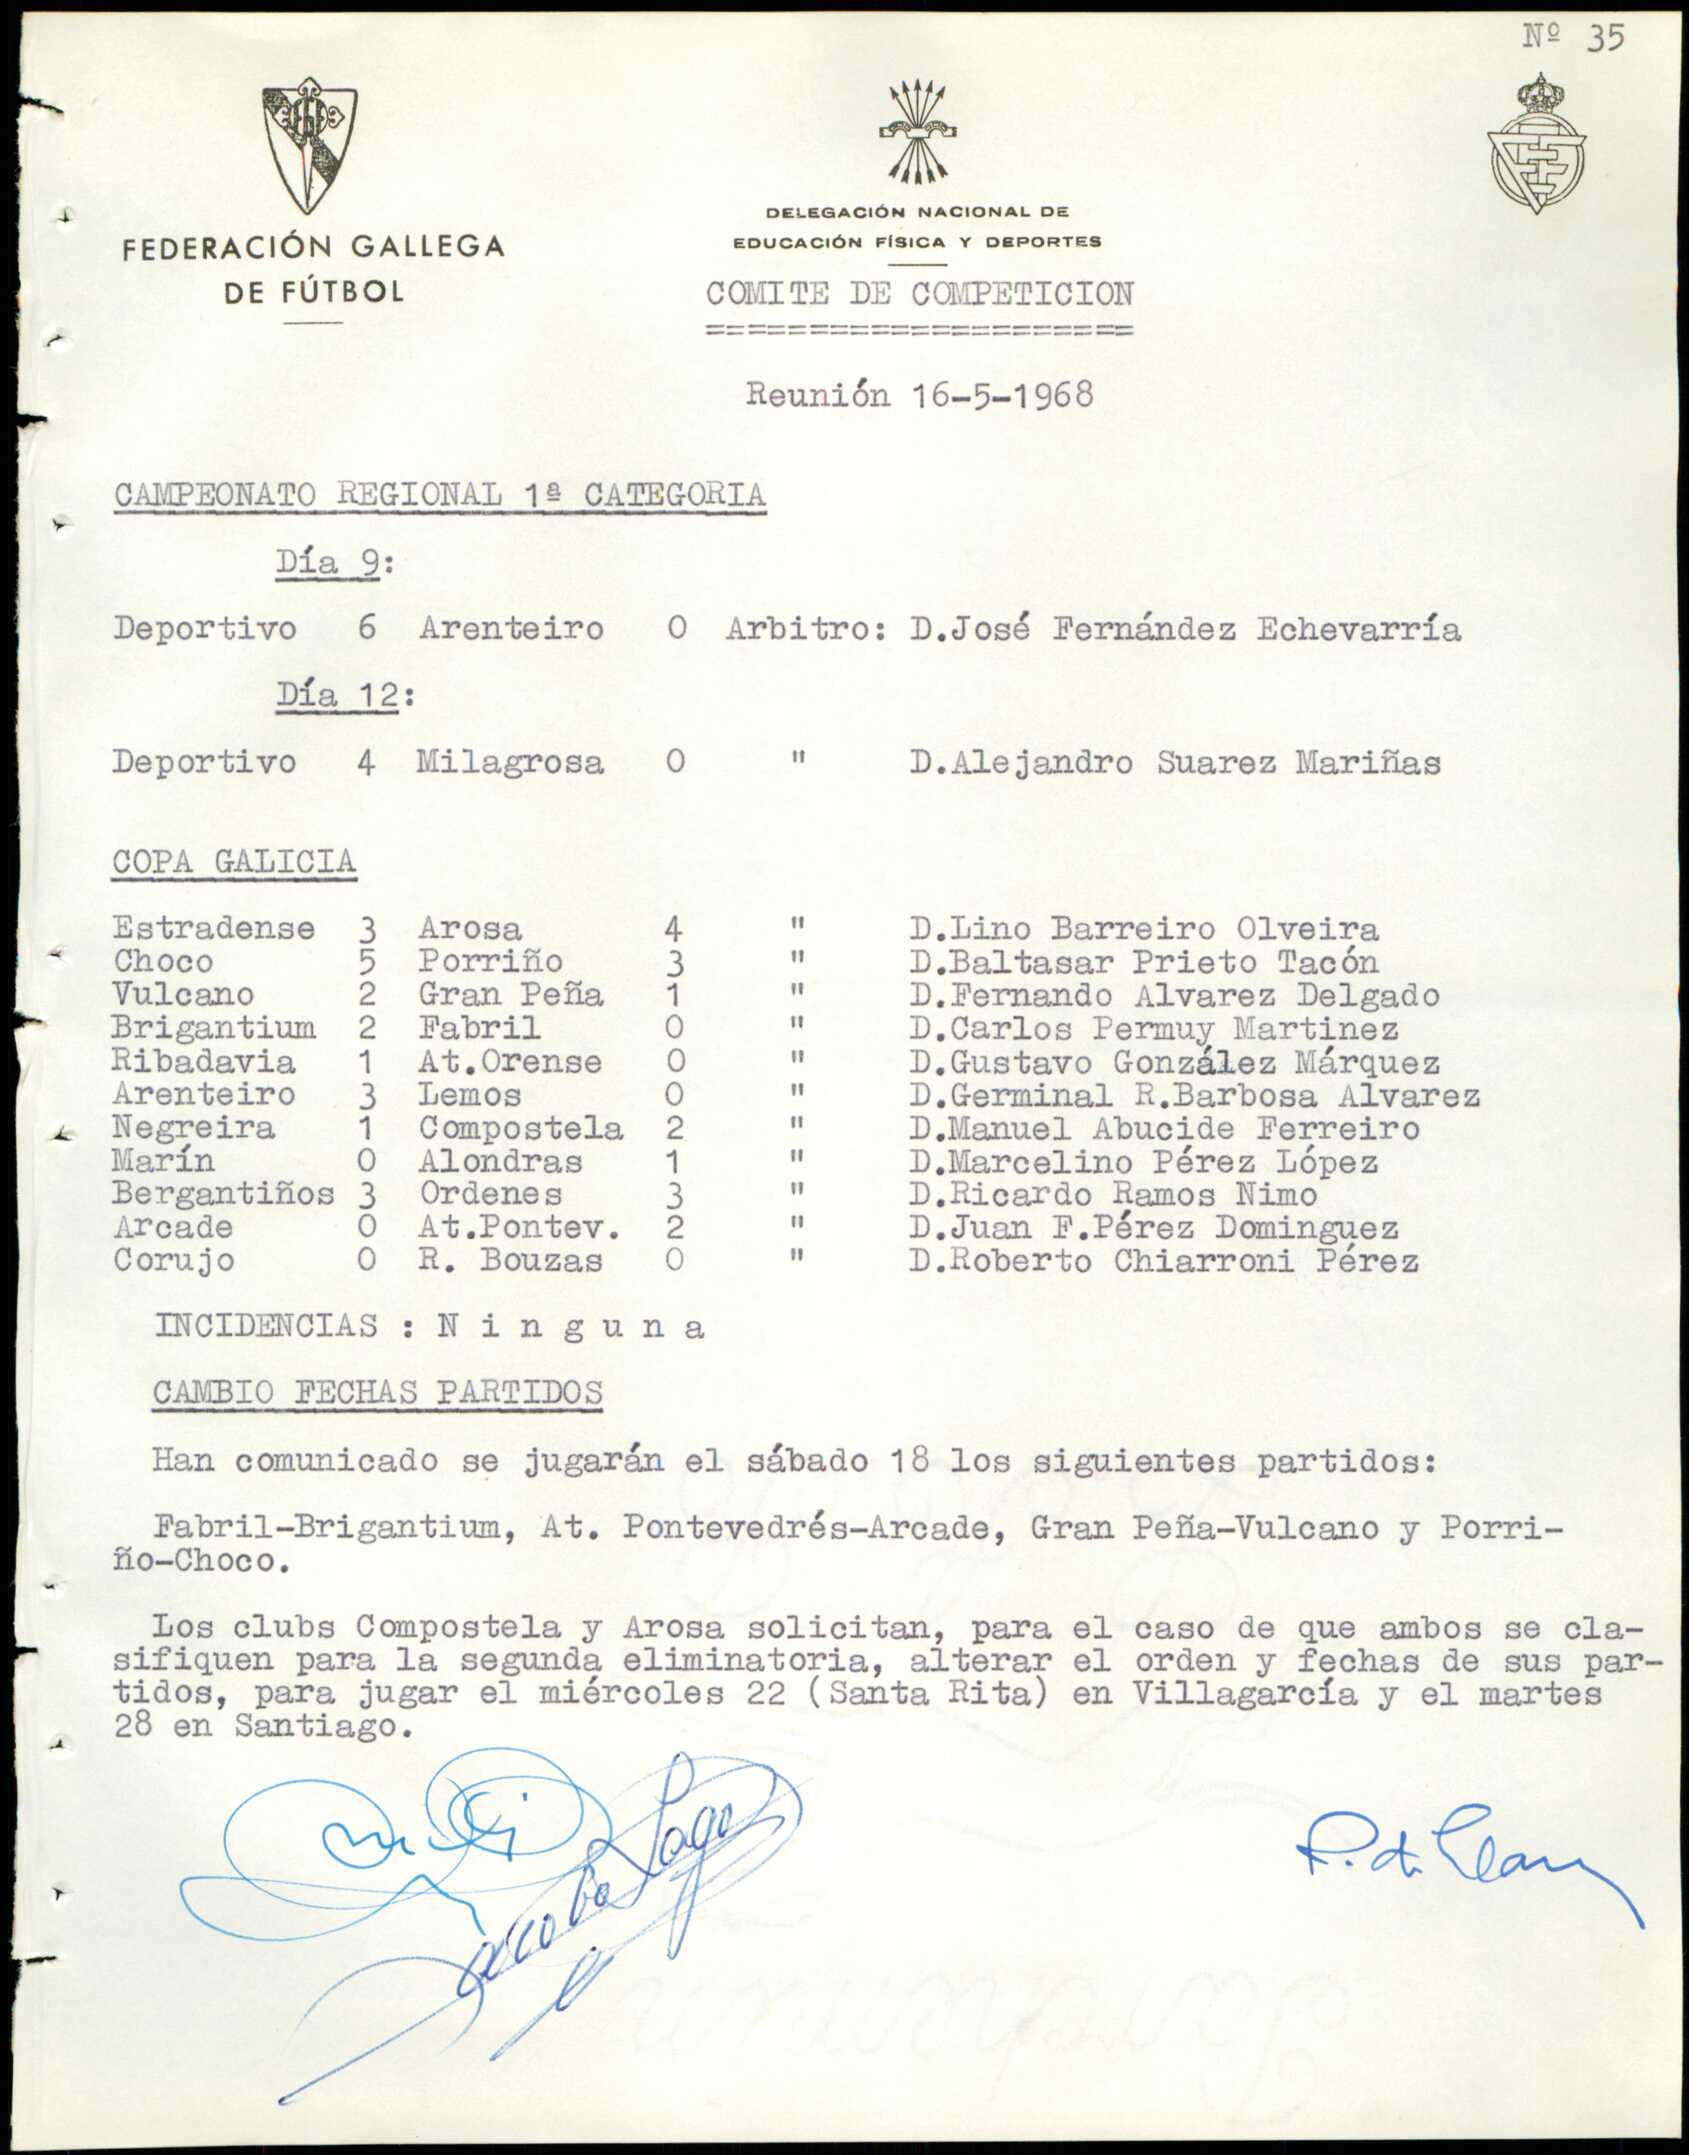 Nº 35
FEDERACIÓN GALLEGA
DE FÚTBOL
DELEGACIÓN NACIONAL DE
EDUCACIÓN FÍSICA Y DEPORTES
COMITE DE COMPETICION
=====================
Reunión 16-5-1968
CAMPEONATO REGIONAL 1ª CATEGORIA
Día 9:
Deportivo 6 Arenteiro 0 Arbitro: D.José Fernández Echevarría
Día 12:
Deportivo 4 Milagrosa 0 " D.Alejandro Suarez Mariñas
COPA GALICIA
Estradense 3 Arosa 4 " D.Lino Barreiro Olveira
Choco 5 Porriño 3 " D.Baltasar Prieto Tacón
Vulcano 2 Gran Peña 1 " D.Fernando Alvarez Delgado
Brigantium 2 Fabril 0 " D.Carlos Permuy Martinez
Ribadavia 1 At.Orense 0 " D.Gustavo González Márquez
Arenteiro 3 Lemos 0 " D.Germinal R.Barbosa Alvarez
Negreira 1 Compostela 2 " D.Manuel Abucide Ferreiro
Marín 0 Alondras 1 " D.Marcelino Pérez López
Bergantiños 3 Ordenes 3 " D.Ricardo Ramos Nimo
Arcade 0 At.Pontev. 2 " D.Juan F.Pérez Dominguez
Corujo 0 R. Bouzas 0 " D.Roberto Chiarroni Pérez
INCIDENCIAS : N i n g u n a
CAMBIO FECHAS PARTIDOS
Han comunicado se jugarán el sábado 18 los siguientes partidos:
Fabril-Brigantium, At. Pontevedrés-Arcade, Gran Peña-Vulcano y Porri-
ño-Choco.
Los clubs Compostela y Arosa solicitan, para el caso de que ambos se cla-
sifiquen para la segunda eliminatoria, alterar el orden y fechas de sus par-
tidos, para jugar el miércoles 22 (Santa Rita) en Villagarcía y el martes
28 en Santiago.
Jacobo Lago